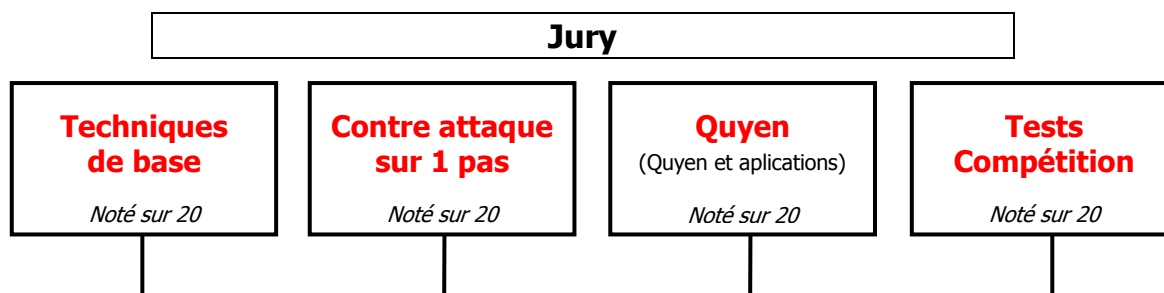 Jury
Techniques
de base
Noté sur 20
Contre attaque
sur 1 pas
Noté sur 20
Quyen
(Quyen et aplications)
Noté sur 20
Tests
Compétition
Noté sur 20